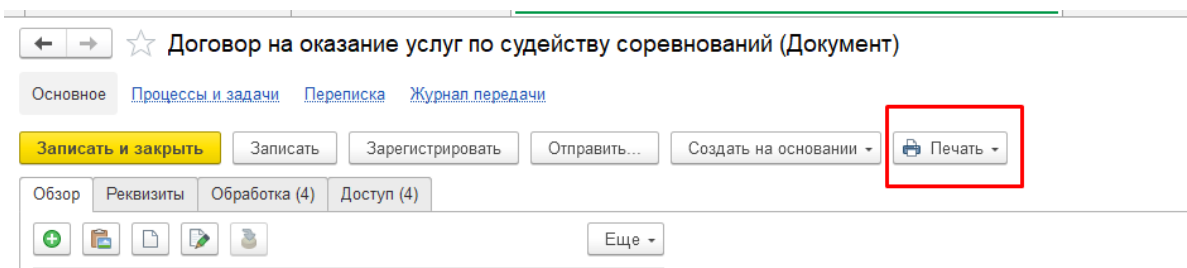 Договор на оказание услуг по судейству соревнований (Документ)
Основное Процессы и задачи Переписка Журнал передачи
Записать и закрыть Записать Зарегистрировать Отправить... Создать на основании Печать
Обзор Реквизиты Обработка (4) Доступ (4)
Еще